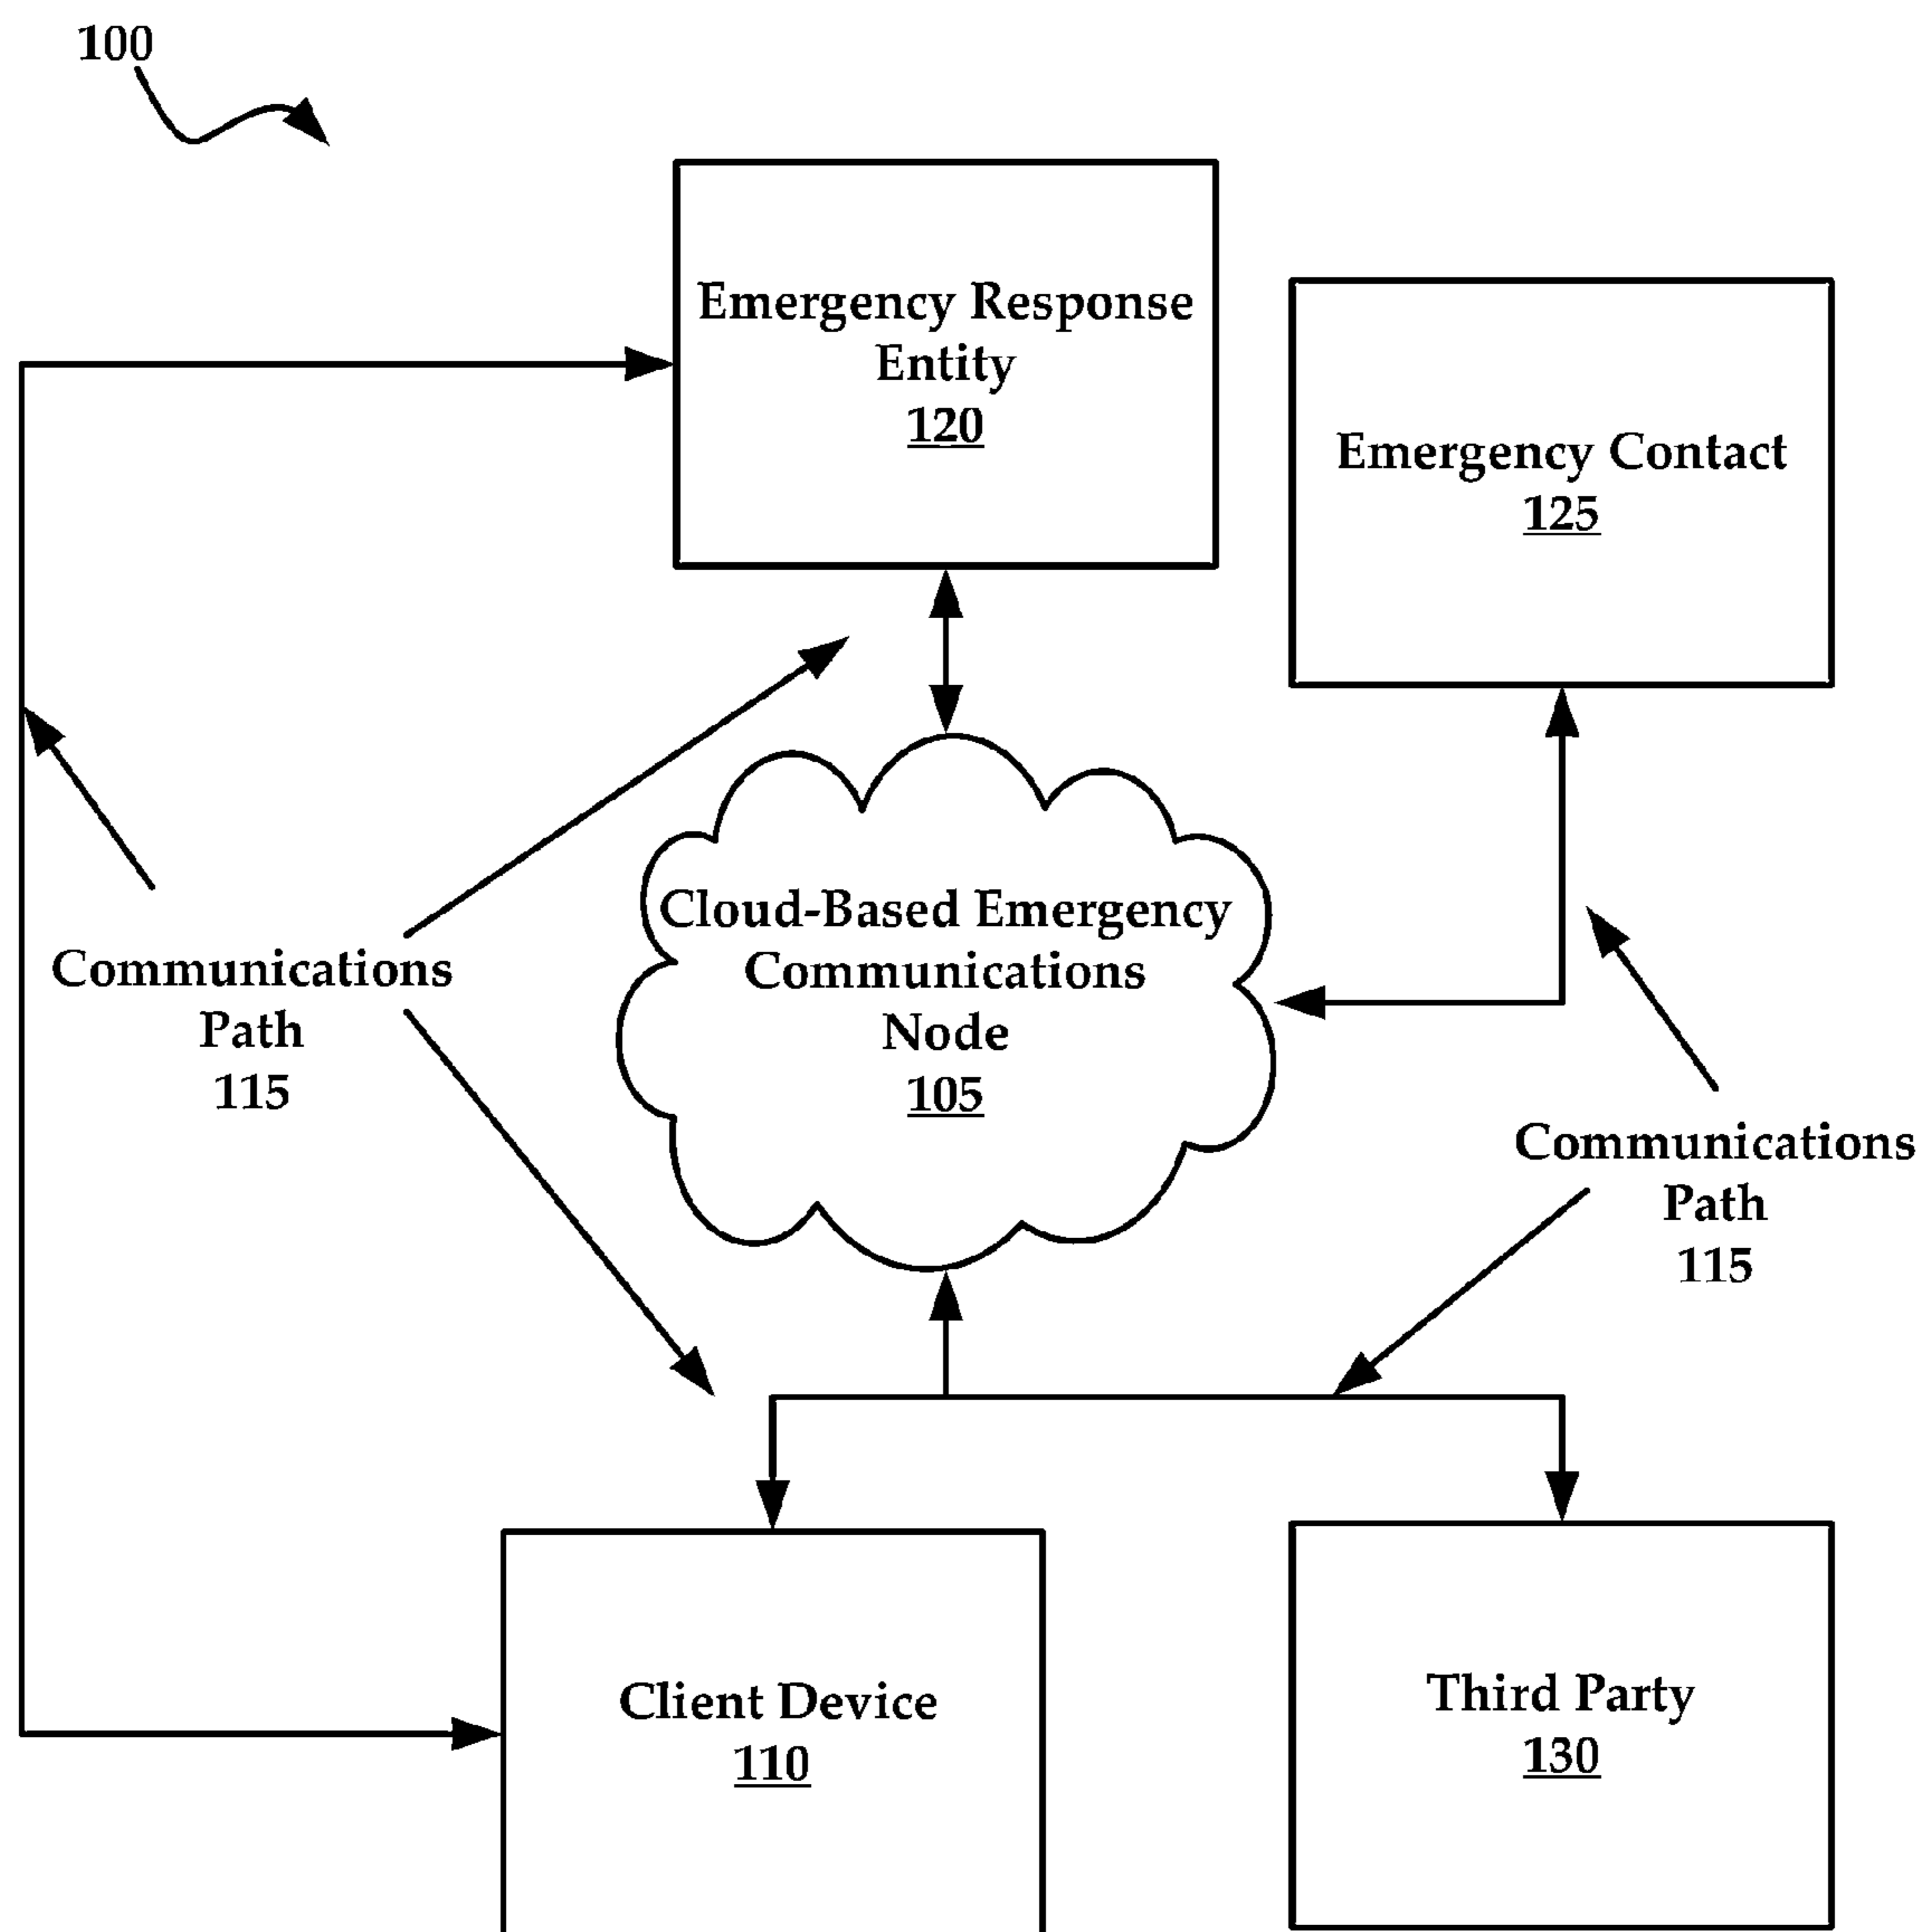 100
Emergency Response
Entity
120
Emergency Contact
125
Communications
Path
115
Cloud-Based Emergency
Communications
Node
105
Communications
Path
115
Client Device
110
Third Party
130